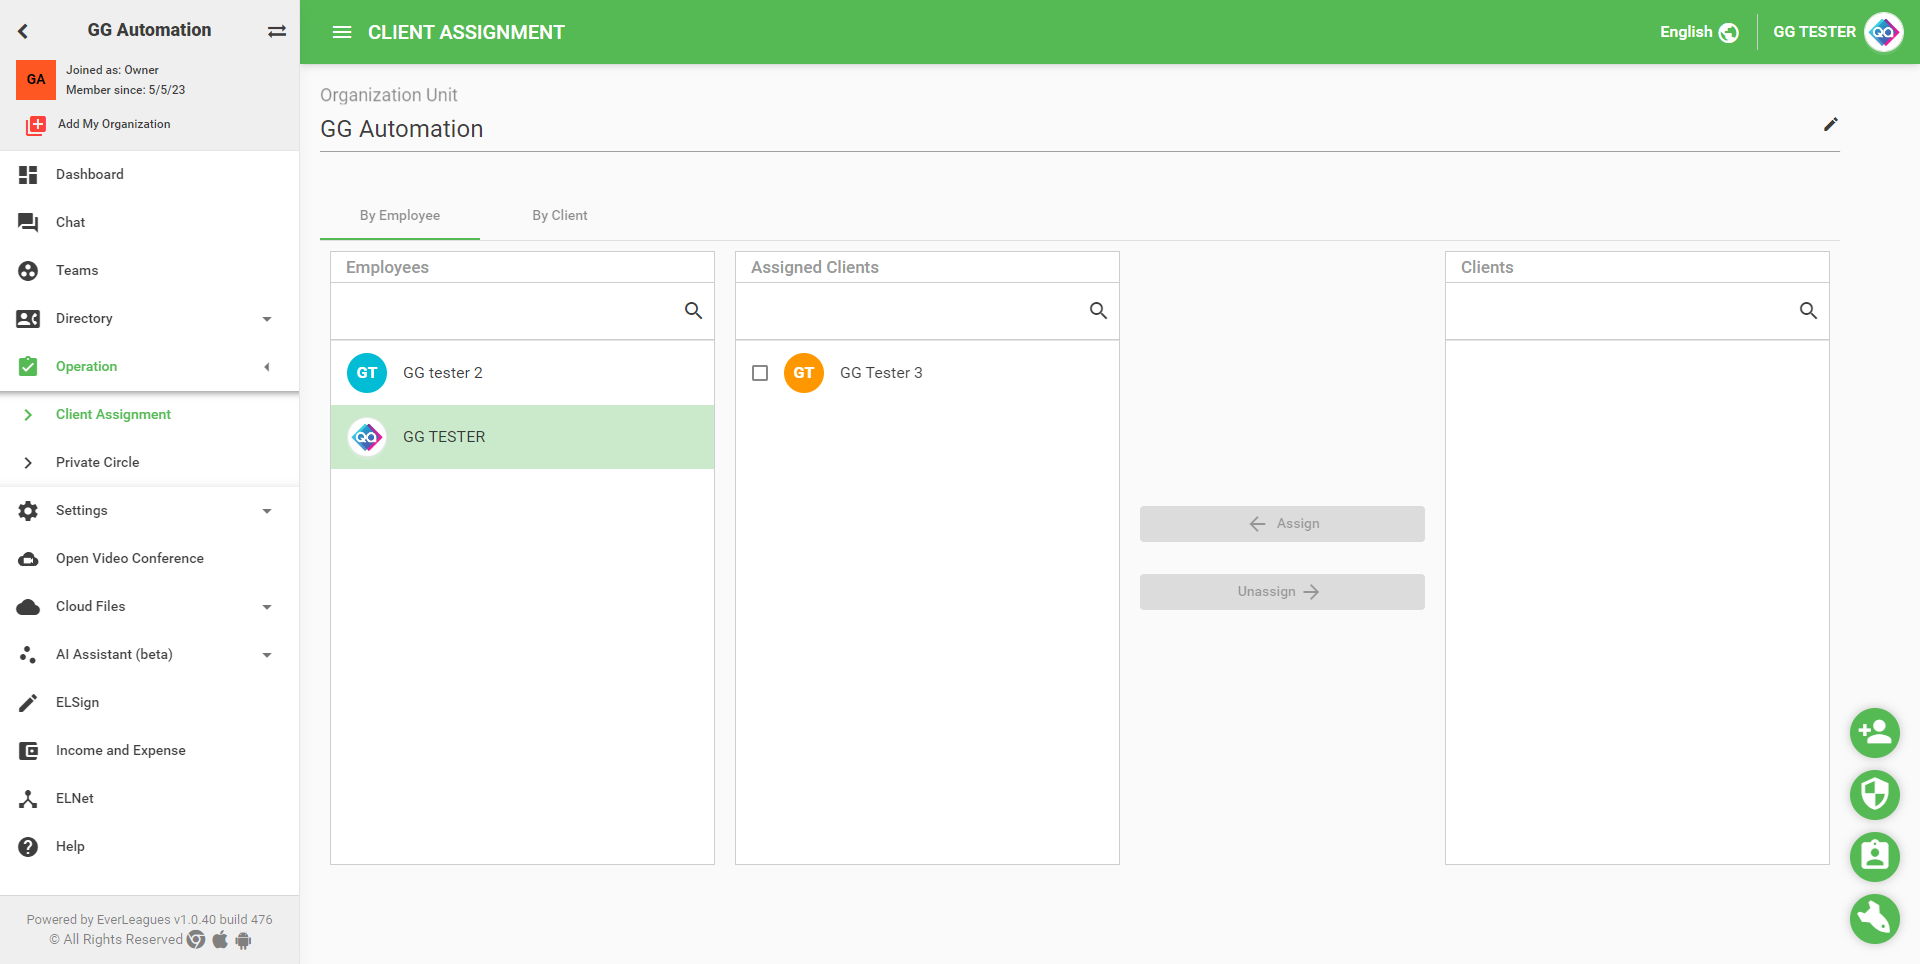 GG Automation
GA
Joined as: Owner
Member since: 5/5/23
Add My Organization
Dashboard
Chat
Teams
Directory
Operation
Client Assignment
Private Circle
Settings
Open Video Conference
Cloud Files
AI Assistant (beta)
ELSign
Income and Expense
ELNet
Help
Powered by EverLeagues v1.0.40 build 476
© All Rights Reserved
CLIENT ASSIGNMENT
English
GG TESTER
QA
Organization Unit
GG Automation
By Employee
By Client
Employees
GT
GG tester 2
QA
GG TESTER
Assigned Clients
GT
GG Tester 3
Assign
Unassign
Clients